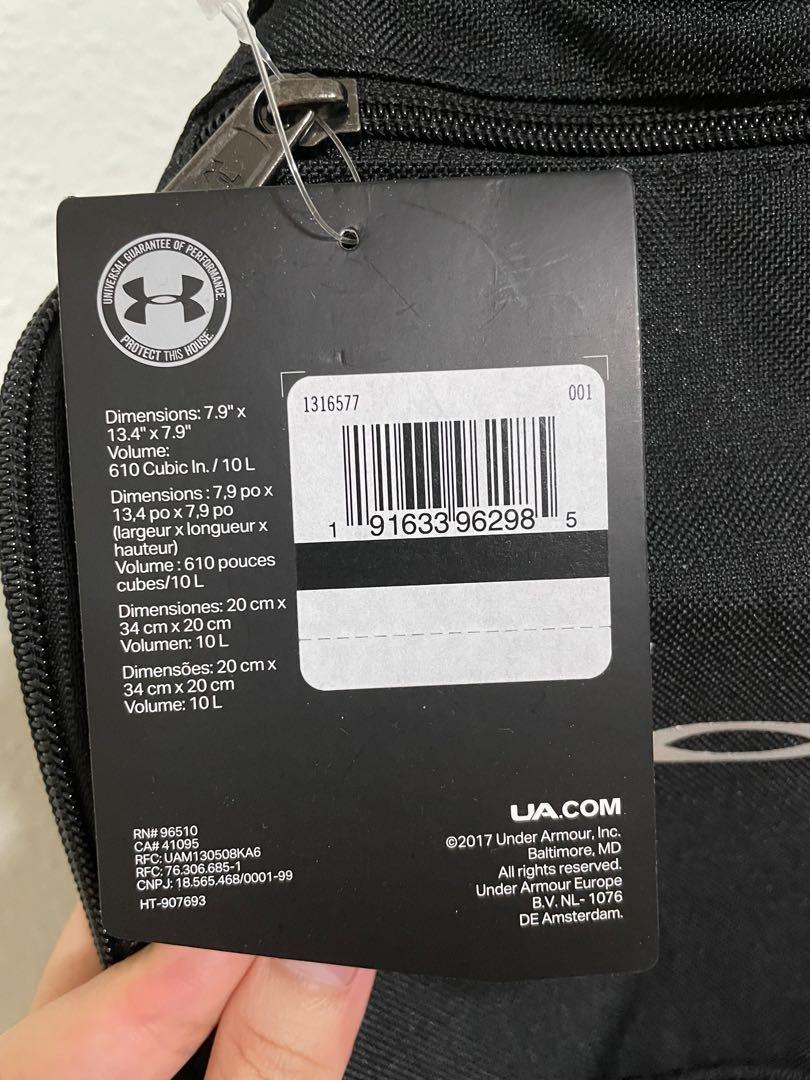 UNIVERSAL GUARANTEE OF PERFORMANCE.
PROTECT THIS HOUSE.
Dimensions: 7.9" x
13.4" x 7.9"
Volume:
610 Cubic In. / 10 L
Dimensions : 7,9 po x
13,4 po x 7,9 po
(largeur x longueur x
hauteur)
Volume : 610 pouces
cubes/10 L
Dimensiones: 20 cm x
34 cm x 20 cm
Volumen: 10 L
Dimensões: 20 cm x
34 cm x 20 cm
Volume: 10 L
1316577 001
1 91633 96298 5
RN# 96510
CA# 41095
RFC: UAM130508KA6
RFC: 76.306.685-1
CNPJ: 18.565.468/0001-99
HT-907693
UA.COM
©2017 Under Armour, Inc.
Baltimore, MD
All rights reserved.
Under Armour Europe
B.V. NL- 1076
DE Amsterdam.